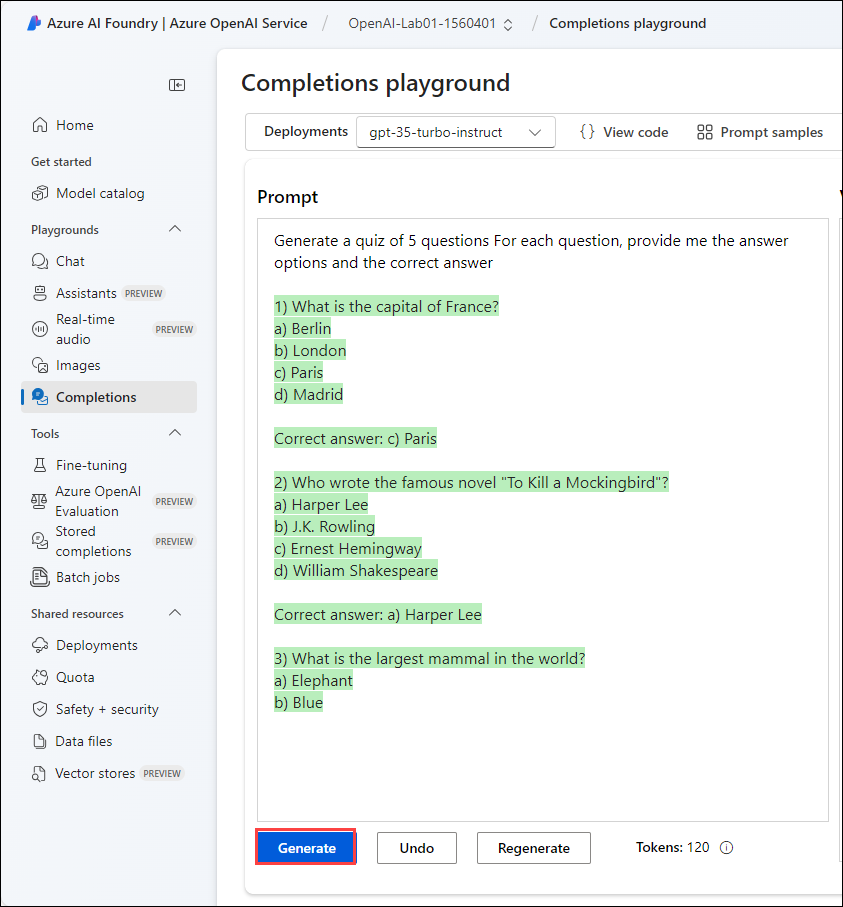 Azure AI Foundry | Azure OpenAI Service / OpenAI-Lab01-1560401 / Completions playground
Home
Get started
Model catalog
Playgrounds
Chat
Assistants PREVIEW
Real-time
audio PREVIEW
Images
Completions
Tools
Fine-tuning
Azure OpenAI
Evaluation PREVIEW
Stored
completions PREVIEW
Batch jobs
Shared resources
Deployments
Quota
Safety + security
Data files
Vector stores PREVIEW
Completions playground
Deployments gpt-35-turbo-instruct {} View code Prompt samples
Prompt
Generate a quiz of 5 questions For each question, provide me the answer
options and the correct answer
1) What is the capital of France?
a) Berlin
b) London
c) Paris
d) Madrid
Correct answer: c) Paris
2) Who wrote the famous novel "To Kill a Mockingbird"?
a) Harper Lee
b) J.K. Rowling
c) Ernest Hemingway
d) William Shakespeare
Correct answer: a) Harper Lee
3) What is the largest mammal in the world?
a) Elephant
b) Blue
Generate Undo Regenerate Tokens: 120